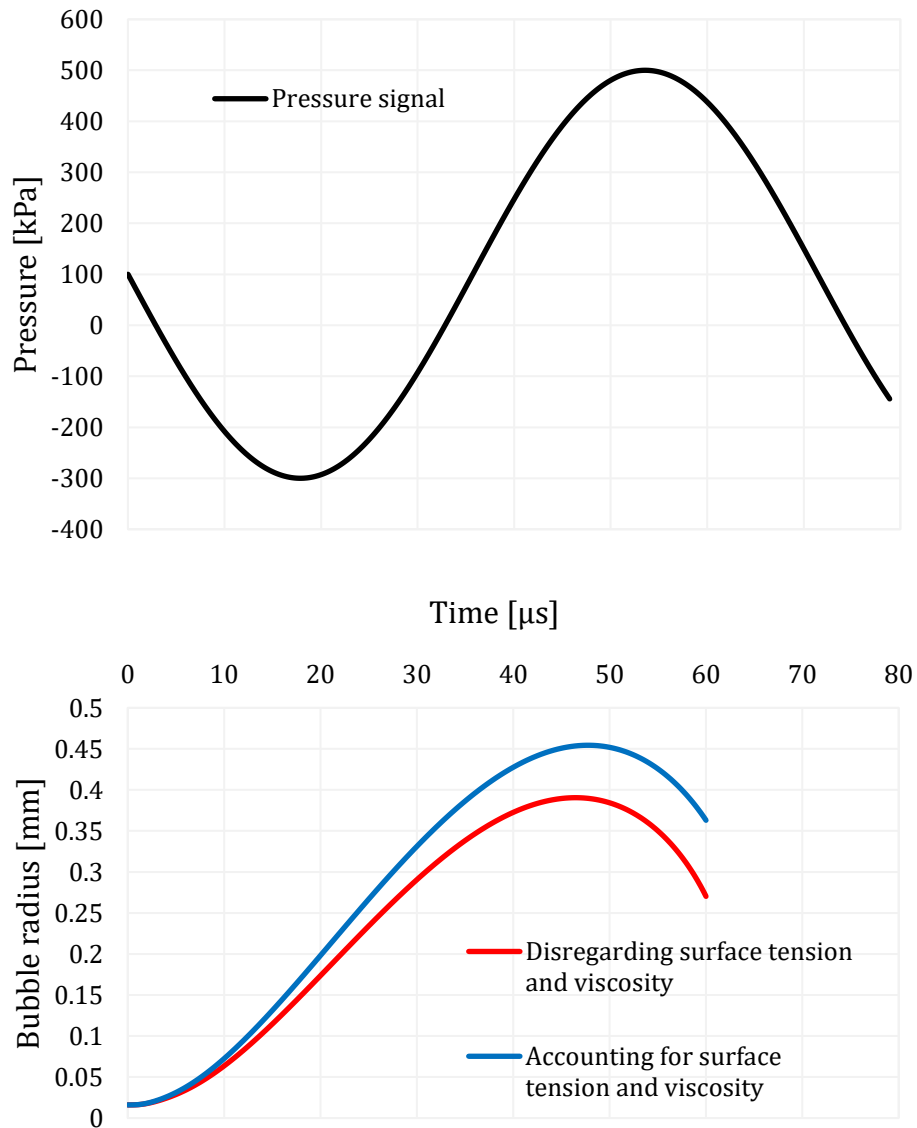 Pressure [kPa]
600
500
400
300
200
100
0
-100
-200
-300
-400
Pressure signal
Time [µs]
0 10 20 30 40 50 60 70 80
Bubble radius [mm]
0.5
0.45
0.4
0.35
0.3
0.25
0.2
0.15
0.1
0.05
0
Disregarding surface tension
and viscosity
Accounting for surface
tension and viscosity